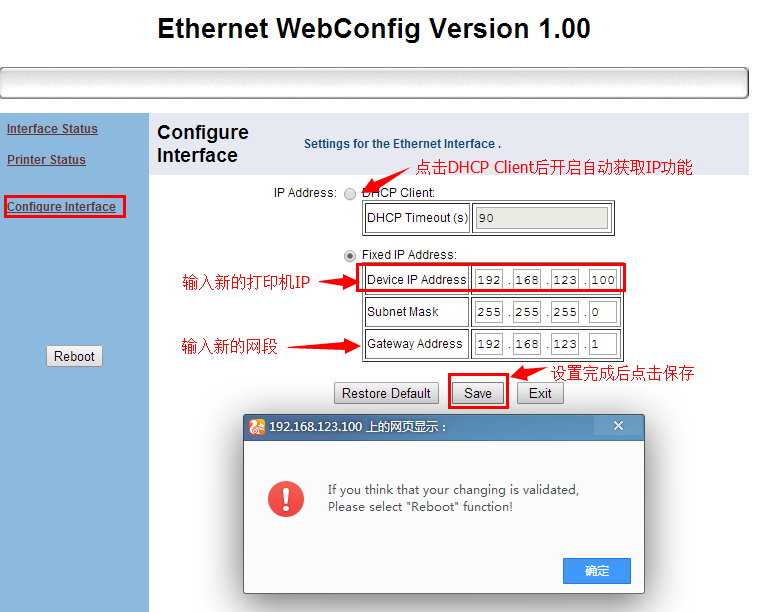 Ethernet WebConfig Version 1.00
Interface Status
Printer Status
Configure Interface
Reboot
Configure
Interface
Settings for the Ethernet Interface .
点击DHCP Client后开启自动获取IP功能
IP Address: DHCP Client:
DHCP Timeout (s) 90
Fixed IP Address:
输入新的打印机IP
Device IP Address 192 . 168 . 123 . 100
Subnet Mask 255 . 255 . 255 . 0
输入新的网段
Gateway Address 192 . 168 . 123 . 1
设置完成后点击保存
Restore Default Save Exit
192.168.123.100 上的网页显示：
If you think that your changing is validated,
Please select "Reboot" function!
确定